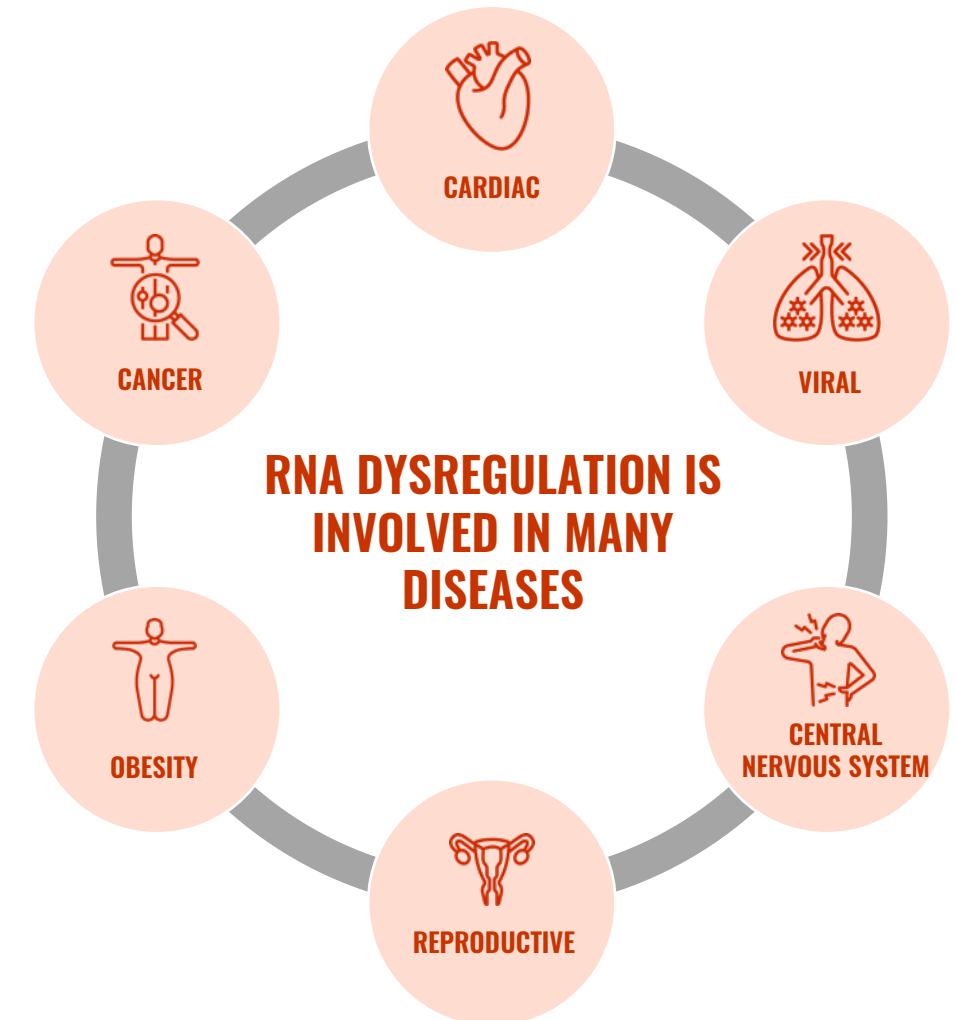 CARDIAC
VIRAL
CENTRAL
NERVOUS SYSTEM
REPRODUCTIVE
OBESITY
CANCER
RNA DYSREGULATION IS
INVOLVED IN MANY
DISEASES